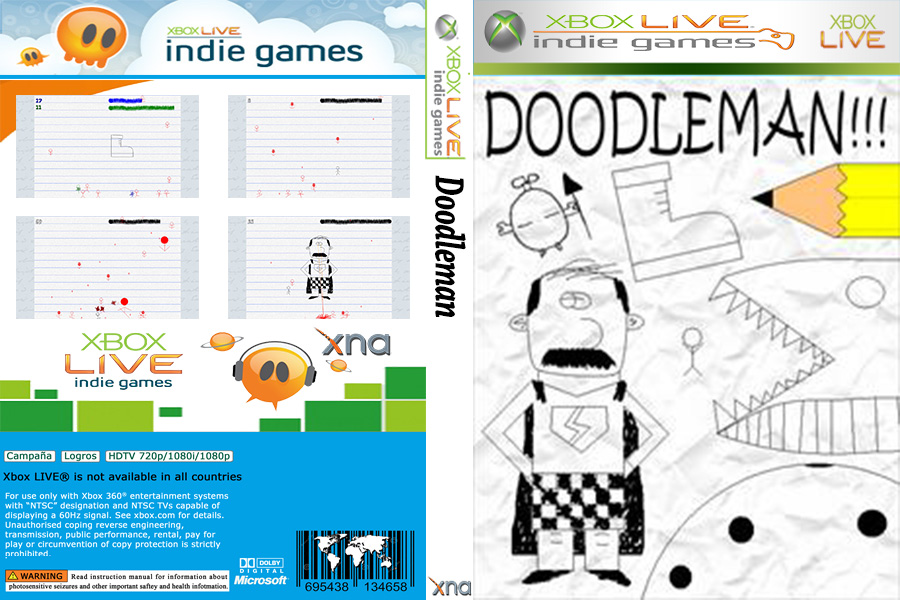 XBOX LIVE
indie games
XBOX LIVE
indie games
XNA
Campaña Logros HDTV 720p/1080i/1080p
Xbox LIVE® is not available in all countries
For use only with Xbox 360® entertainment systems
with "NTSC" designation and NTSC TVs capable of
displaying a 60Hz signal. See xbox.com for details.
Unauthorised coping reverse engineering,
transmission, public performance, rental, pay for
play or circumvention of copy protection is strictly
prohibited.
WARNING Read instruction manual for information about
photosensitive seizures and other important saftey and health infotmation.
DOLBY
DIGITAL
Microsoft
695438 134658
XBOX LIVE
indie games
Doodleman
xna
XBOX LIVE
indie games
XBOX
LIVE
DOODLEMAN!!!